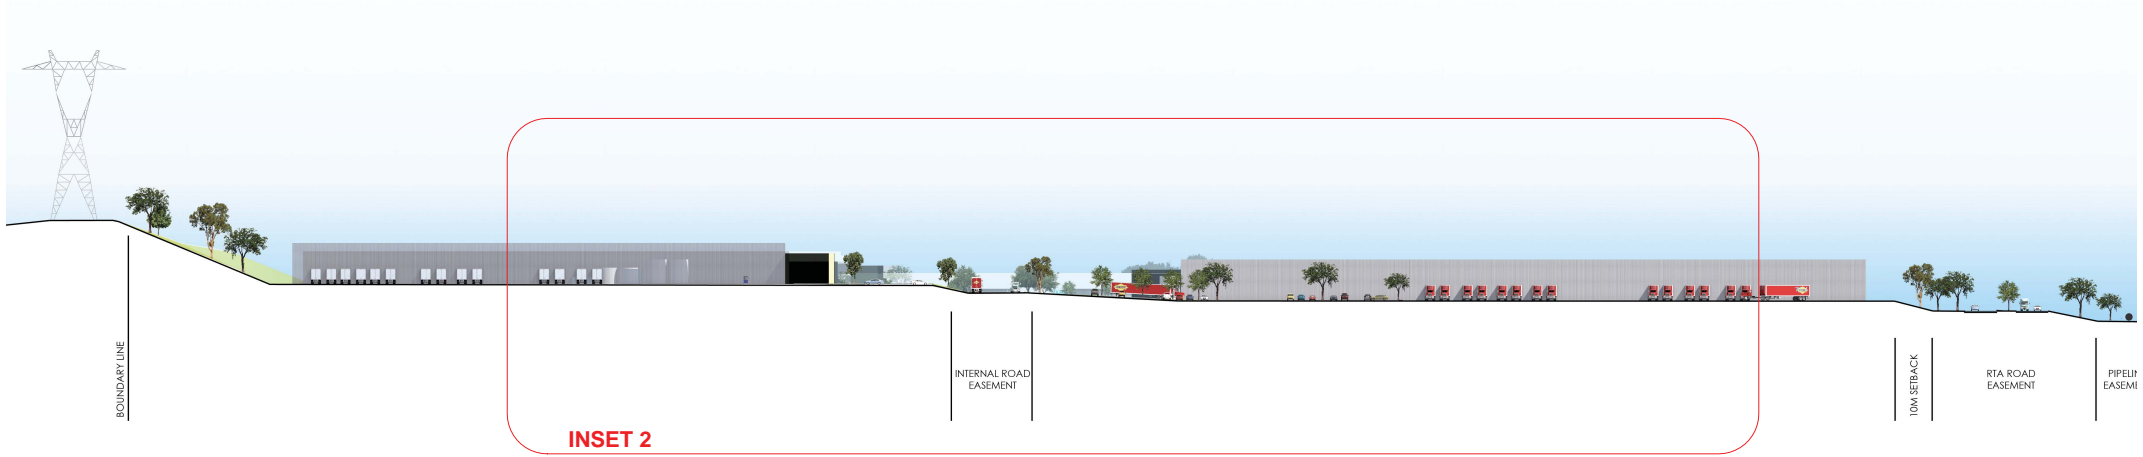 BOUNDARY LINE
INTERNAL ROAD
EASEMENT
10M SETBACK
RTA ROAD
EASEMENT
INSET 2